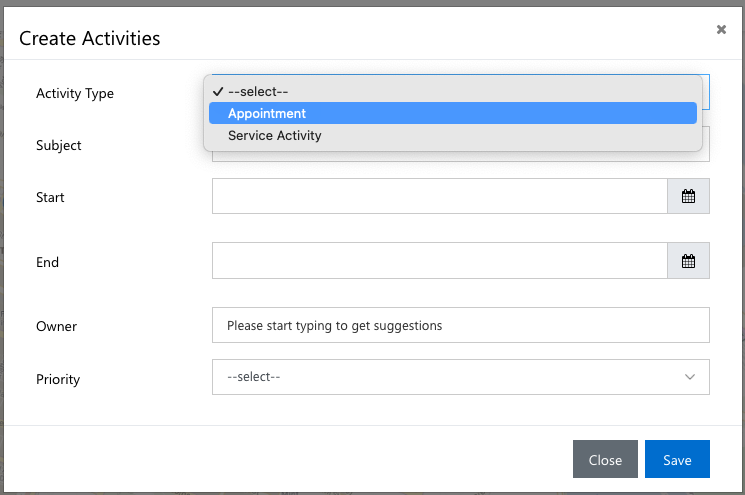 Create Activities
Activity Type
--select--
Appointment
Service Activity
Subject
Start
End
Owner
Please start typing to get suggestions
Priority
--select--
Close
Save